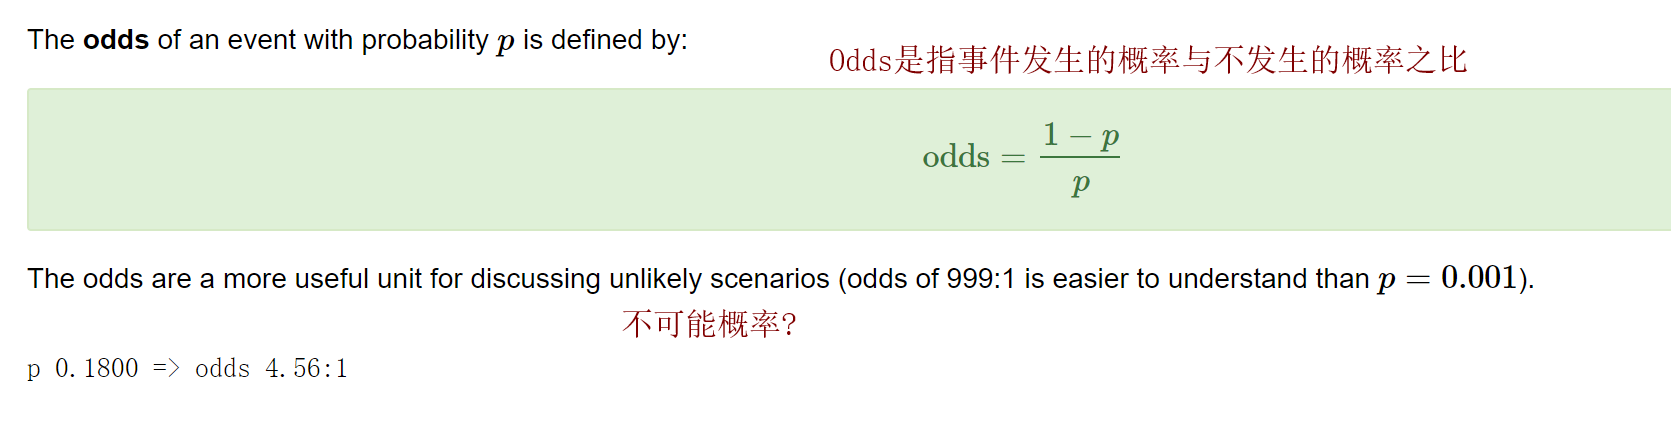 The odds of an event with probability p is defined by:
Odds是指事件发生的概率与不发生的概率之比
odds = \frac{1 − p}{p}
The odds are a more useful unit for discussing unlikely scenarios (odds of 999:1 is easier to understand than p = 0.001).
不可能概率?
p 0.1800 => odds 4.56:1